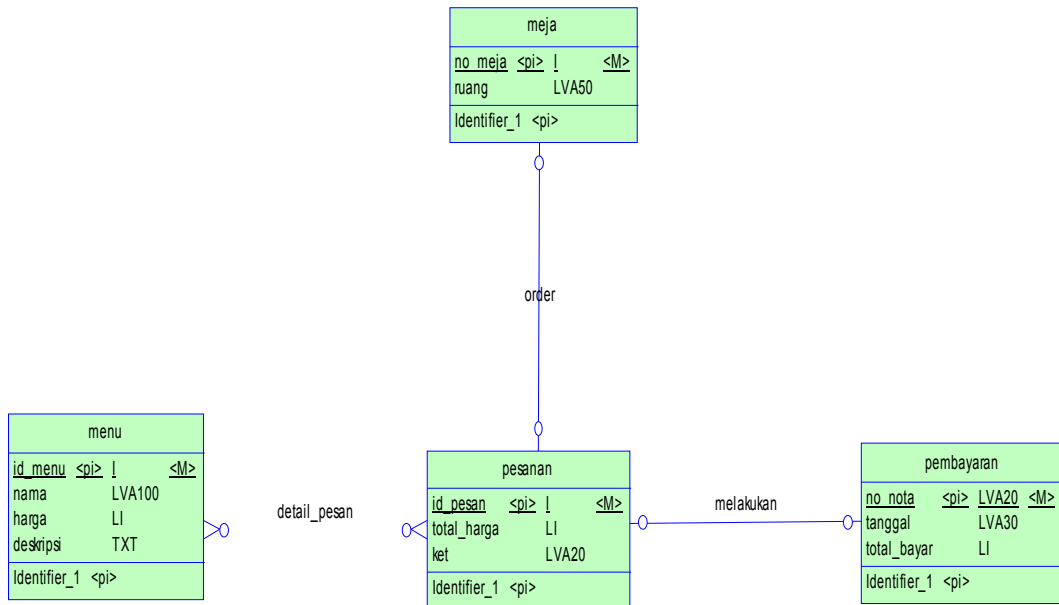 meja
no_meja <pi> I <M>
ruang LVA50
Identifier_1 <pi>
order
menu
id_menu <pi> I <M>
nama LVA100
harga LI
deskripsi TXT
Identifier_1 <pi>
detail_pesan
pesanan
id_pesan <pi> I <M>
total_harga LI
ket LVA20
Identifier_1 <pi>
melakukan
pembayaran
no_nota <pi> LVA20 <M>
tanggal LVA30
total_bayar LI
Identifier_1 <pi>